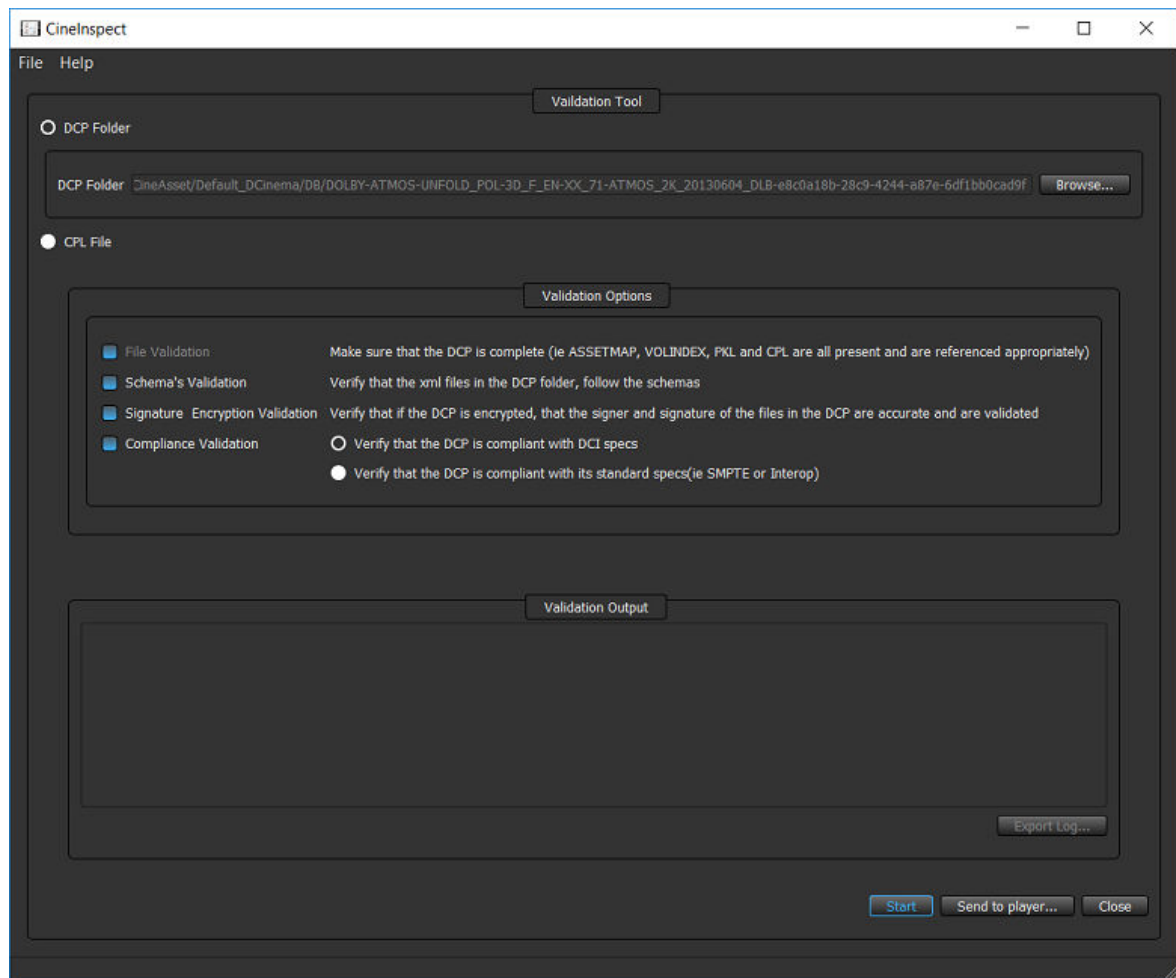 CineInspect
File Help
Vaildation Tool
DCP Folder
DCP Folder CineAsset/Default_DCinema/DB/DOLBY-ATMOS-UNFOLD_POL-3D_F_EN-XX_71-ATMOS_2K_20130604_DLB-e8c0a18b-28c9-4244-a87e-6df1bb0cad9f Browse...
CPL File
Validation Options
File Validation Make sure that the DCP is complete (ie ASSETMAP, VOLINDEX, PKL and CPL are all present and are referenced appropriately)
Schema's Validation Verify that the xml files in the DCP folder, follow the schemas
Signature Encryption Validation Verify that if the DCP is encrypted, that the signer and signature of the files in the DCP are accurate and are validated
Compliance Validation Verify that the DCP is compliant with DCI specs
Verify that the DCP is compliant with its standard specs(ie SMPTE or Interop)
Validation Output
Export Log...
Start Send to player... Close